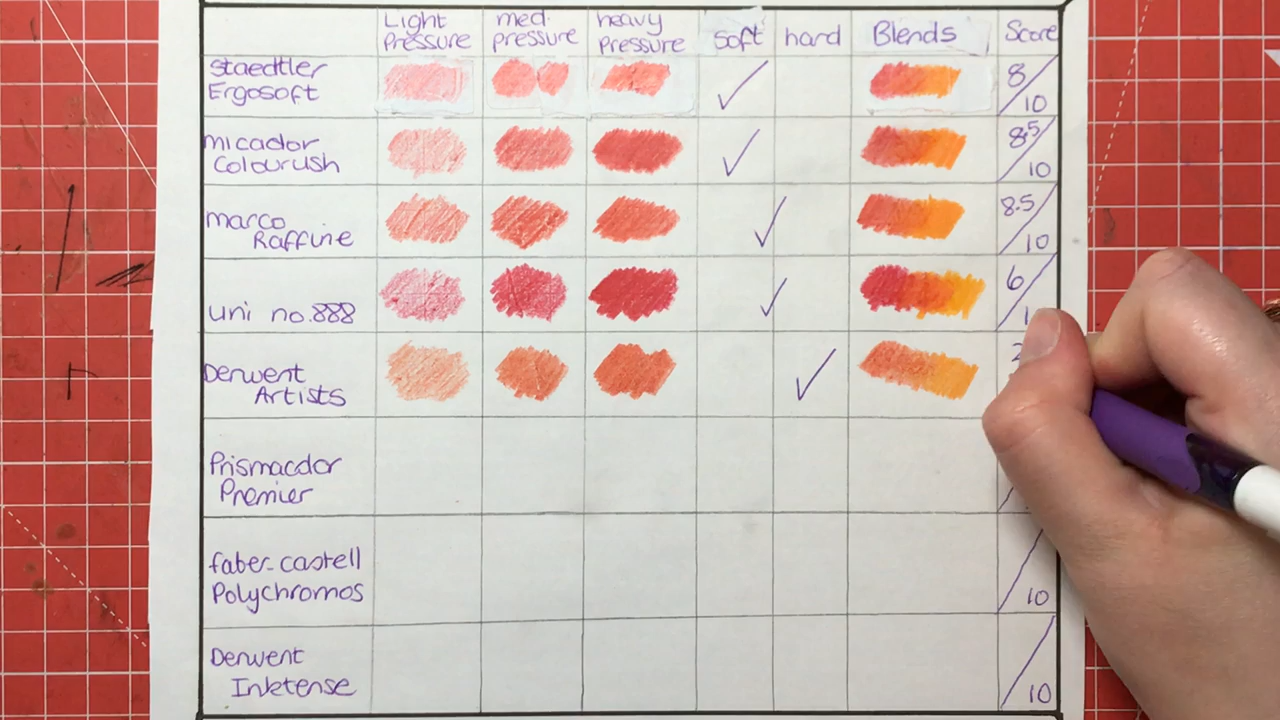 Light Pressure
med. pressure
heavy Pressure
Soft
hard
Blends
Score
Staedtler
Ergosoft
8/10
micador
Colourush
8.5/10
marco
Raffine
8.5/10
uni no.888
6
Derwent
Artists
Prismacolor
Premier
faber-castell
Polychromos
/10
Derwent
Inktense
/10